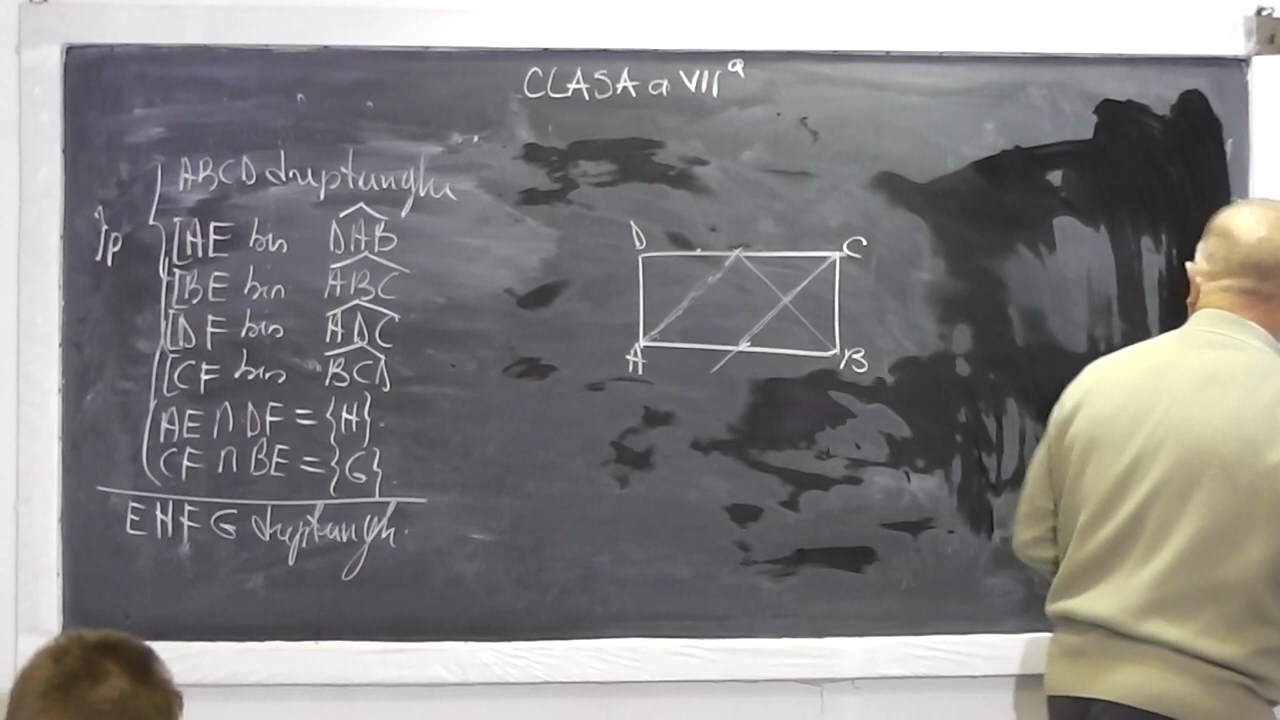 CLASA a VII a
ABCD dreptunghi
Ip
[AE bis DAB
[BE bis ABC
[DF bis ADC
[CF bis BCD
AE ∩ DF = {H}.
CF ∩ BE = {G}.
EHFG dreptungh.
D C
A B